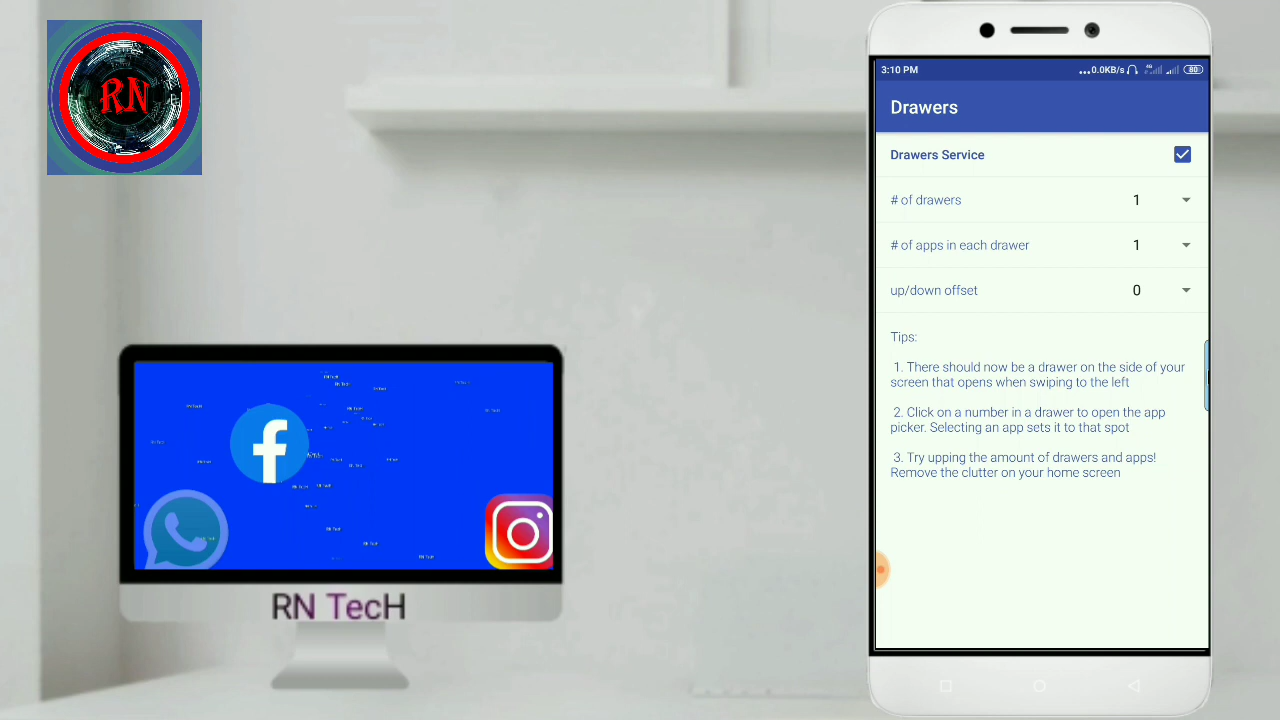 RN
3:10 PM
...0.0KB/s 4G 80
Drawers
Drawers Service
# of drawers 1
# of apps in each drawer 1
up/down offset 0
Tips:
1. There should now be a drawer on the side of your
screen that opens when swiping to the left
2. Click on a number in a drawer to open the app
picker. Selecting an app sets it to that spot
3. Try upping the amount of drawers and apps!
Remove the clutter on your home screen
RN TecH